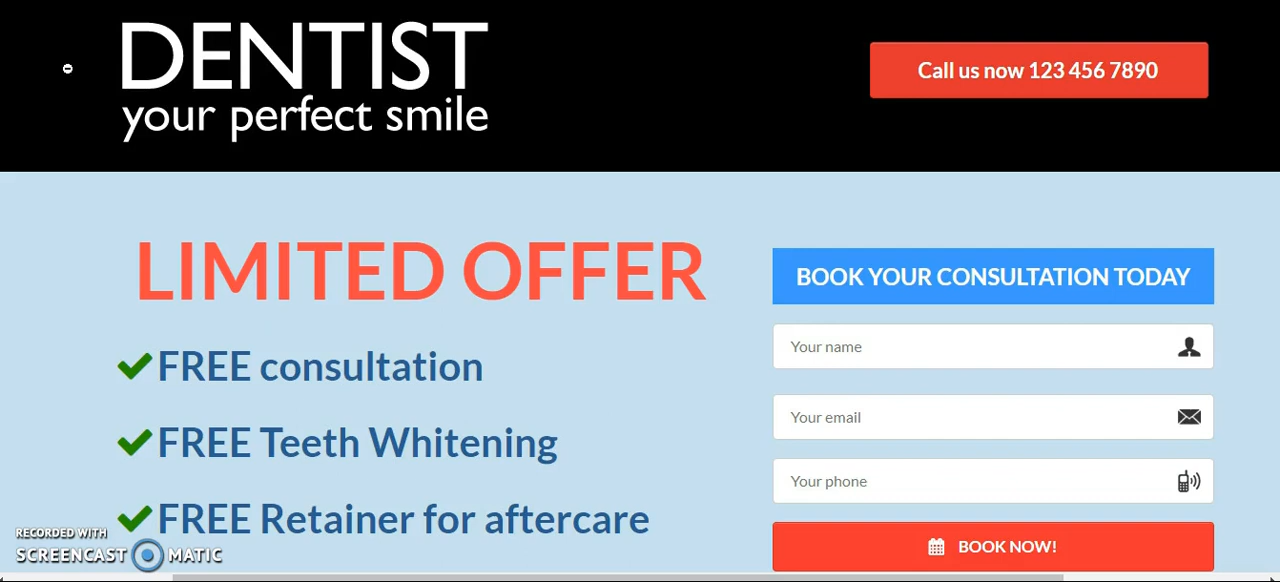 DENTIST
your perfect smile
Call us now 123 456 7890
LIMITED OFFER
FREE consultation
FREE Teeth Whitening
FREE Retainer for aftercare
BOOK YOUR CONSULTATION TODAY
Your name
Your email
Your phone
BOOK NOW!
RECORDED WITH
SCREENCAST MATIC